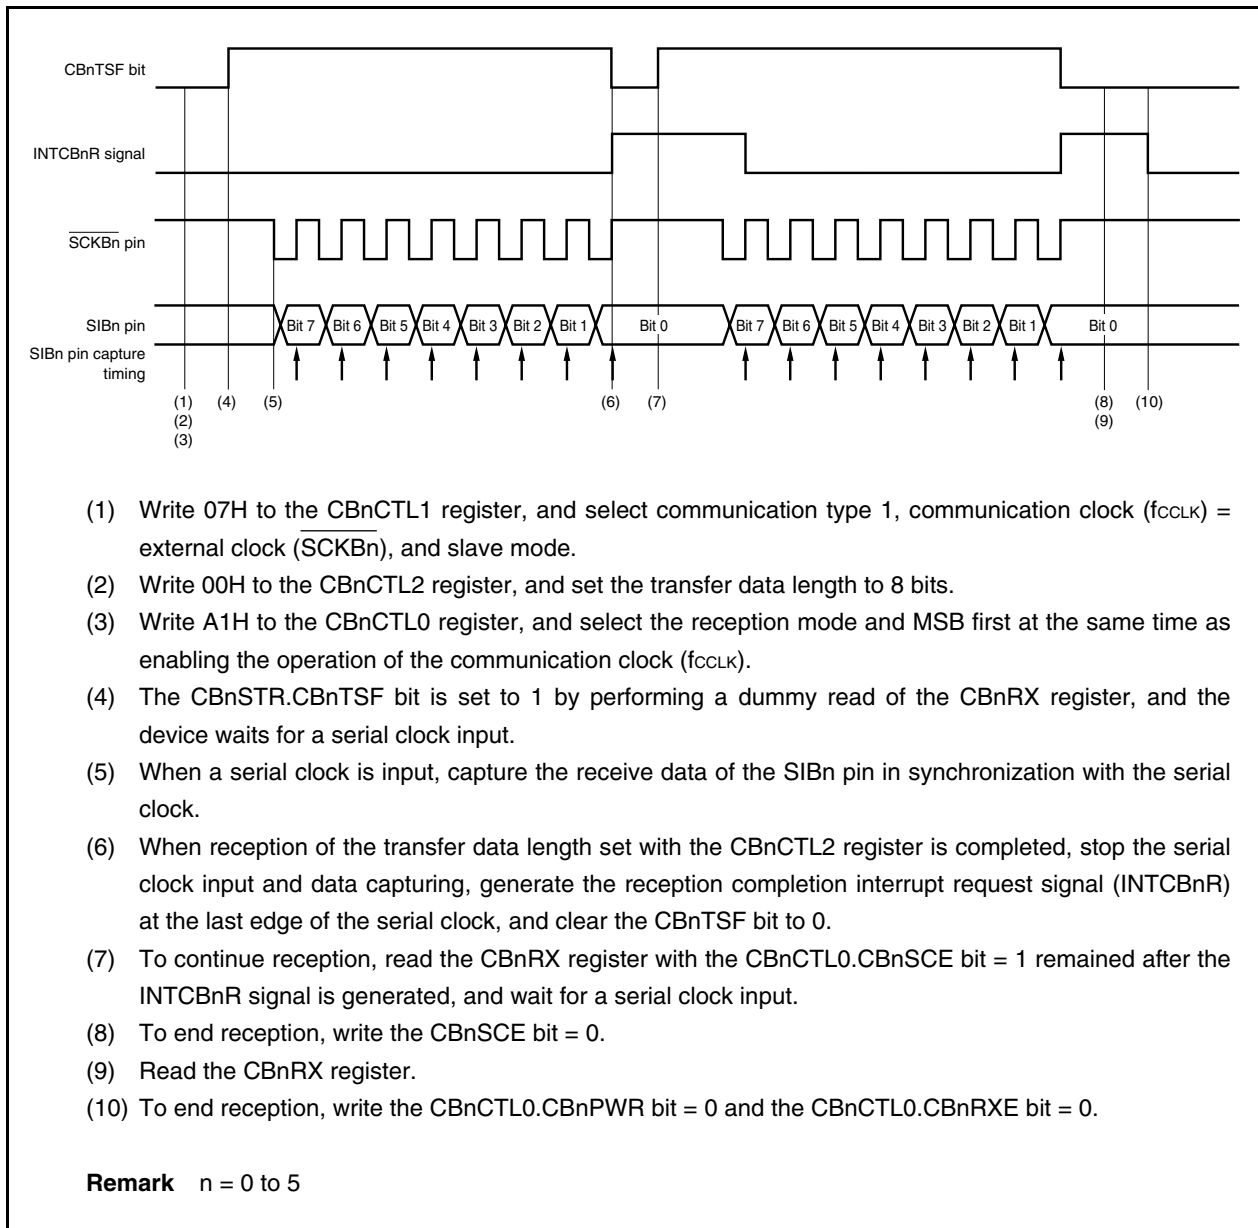 CBnTSF bit
INTCBnR signal
SCKBn pin
SIBn pin
Bit 7 Bit 6 Bit 5 Bit 4 Bit 3 Bit 2 Bit 1 Bit 0 Bit 7 Bit 6 Bit 5 Bit 4 Bit 3 Bit 2 Bit 1 Bit 0
SIBn pin capture
timing
(1) (4) (5) (6) (7) (8) (10)
(2) (9)
(3)
(1) Write 07H to the CBnCTL1 register, and select communication type 1, communication clock (fCCLK) =
external clock (SCKBn), and slave mode.
(2) Write 00H to the CBnCTL2 register, and set the transfer data length to 8 bits.
(3) Write A1H to the CBnCTL0 register, and select the reception mode and MSB first at the same time as
enabling the operation of the communication clock (fCCLK).
(4) The CBnSTR.CBnTSF bit is set to 1 by performing a dummy read of the CBnRX register, and the
device waits for a serial clock input.
(5) When a serial clock is input, capture the receive data of the SIBn pin in synchronization with the serial
clock.
(6) When reception of the transfer data length set with the CBnCTL2 register is completed, stop the serial
clock input and data capturing, generate the reception completion interrupt request signal (INTCBnR)
at the last edge of the serial clock, and clear the CBnTSF bit to 0.
(7) To continue reception, read the CBnRX register with the CBnCTL0.CBnSCE bit = 1 remained after the
INTCBnR signal is generated, and wait for a serial clock input.
(8) To end reception, write the CBnSCE bit = 0.
(9) Read the CBnRX register.
(10) To end reception, write the CBnCTL0.CBnPWR bit = 0 and the CBnCTL0.CBnRXE bit = 0.
Remark n = 0 to 5